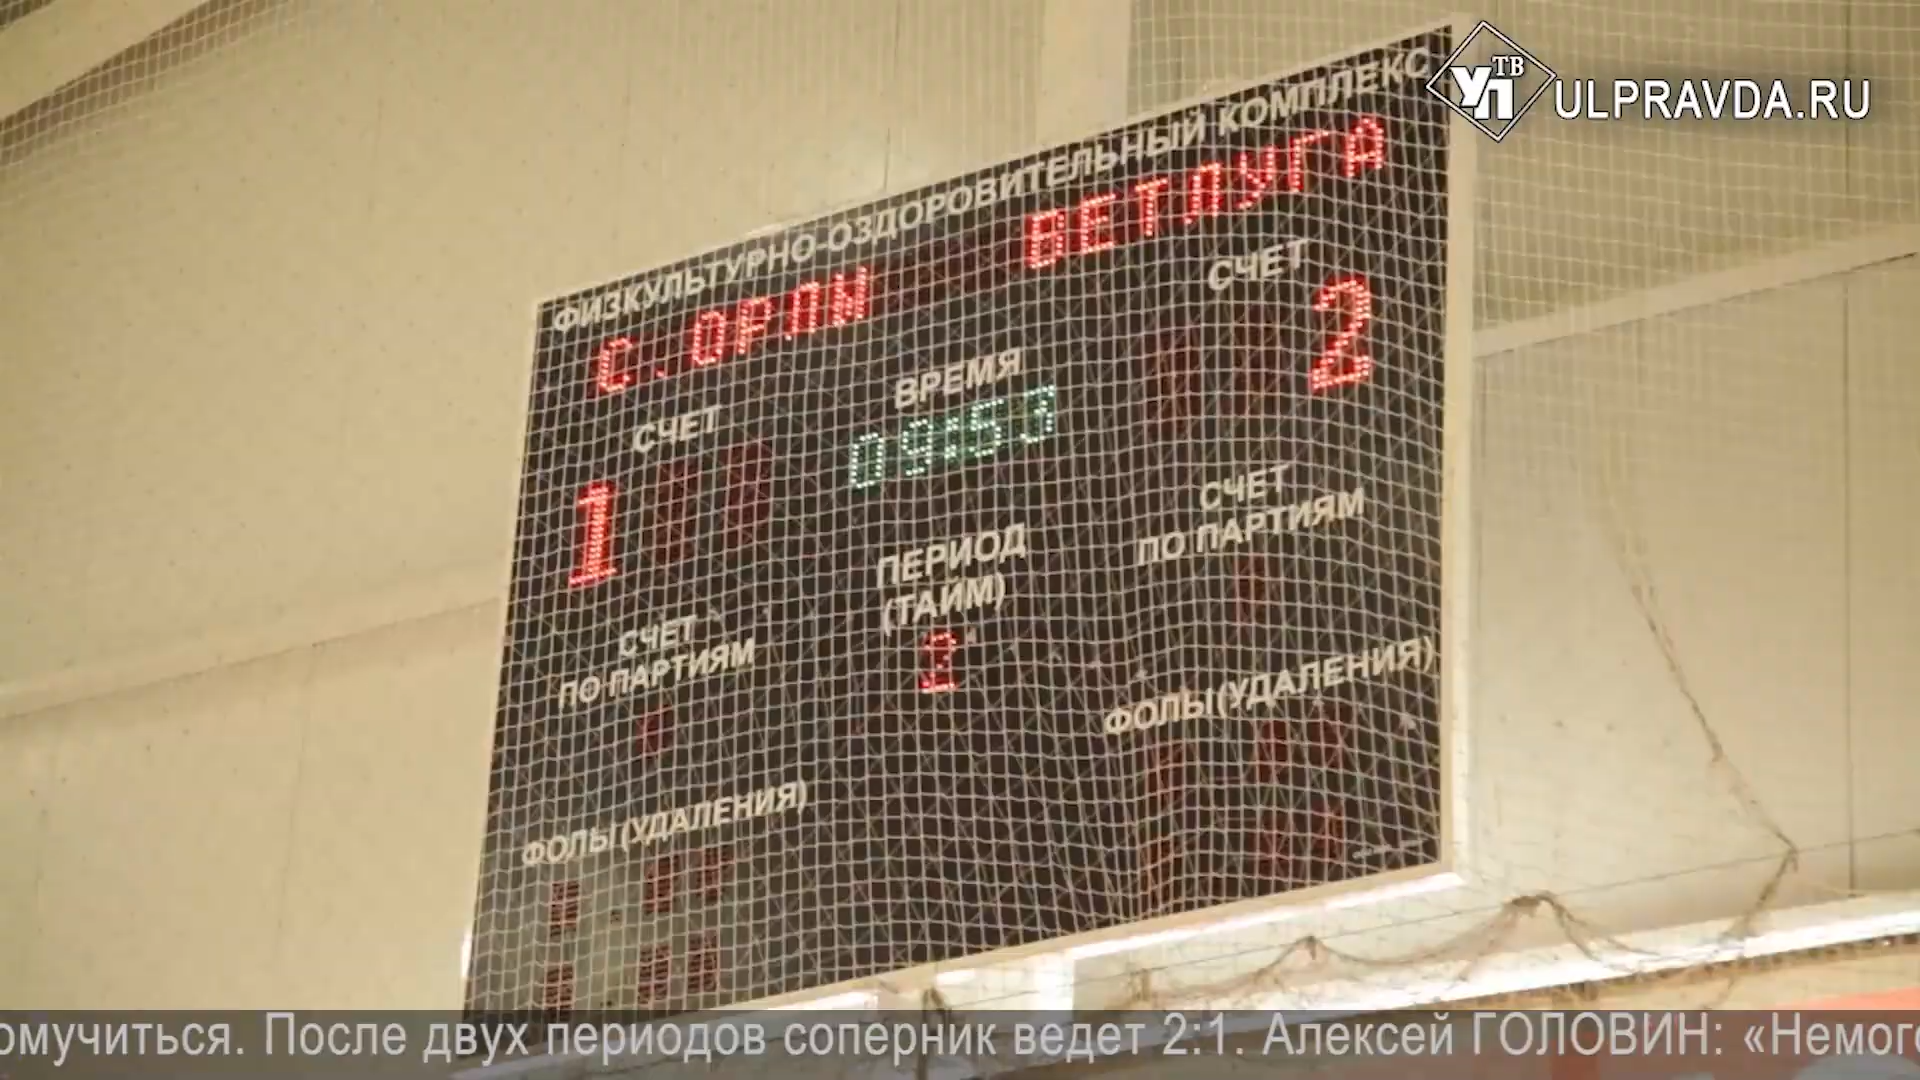 УП ТВ ULPRAVDA.RU
ФИЗКУЛЬТУРНО-ОЗДОРОВИТЕЛЬНЫЙ КОМПЛЕКС
С.ОРЛЫ ВЕТЛУГА
СЧЕТ ВРЕМЯ СЧЕТ
1 09:53 2
СЧЕТ
ПО ПАРТИЯМ
ПЕРИОД
(ТАЙМ)
2
СЧЕТ
ПО ПАРТИЯМ
ФОЛЫ(УДАЛЕНИЯ)
ФОЛЫ(УДАЛЕНИЯ)
омучиться. После двух периодов соперник ведет 2:1. Алексей ГОЛОВИН: «Немого